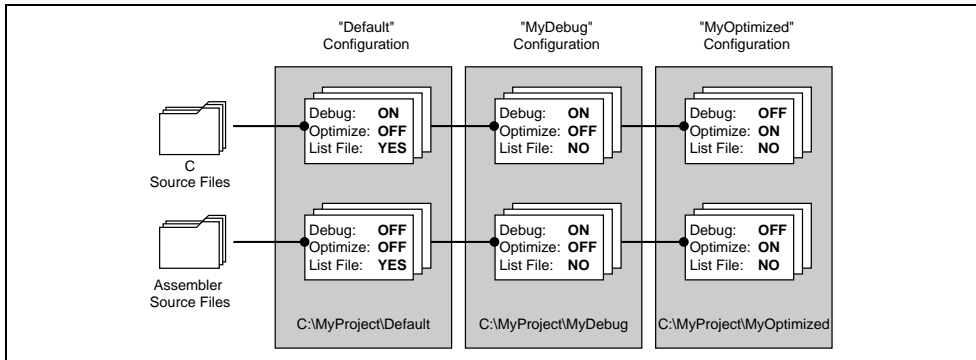 "Default"
Configuration
"MyDebug"
Configuration
"MyOptimized"
Configuration
C
Source Files
Debug: ON
Optimize: OFF
List File: YES
Debug: ON
Optimize: OFF
List File: NO
Debug: OFF
Optimize: ON
List File: NO
Assembler
Source Files
Debug: OFF
Optimize: OFF
List File: YES
Debug: ON
Optimize: OFF
List File: NO
Debug: OFF
Optimize: ON
List File: NO
C:\MyProject\Default
C:\MyProject\MyDebug
C:\MyProject\MyOptimized